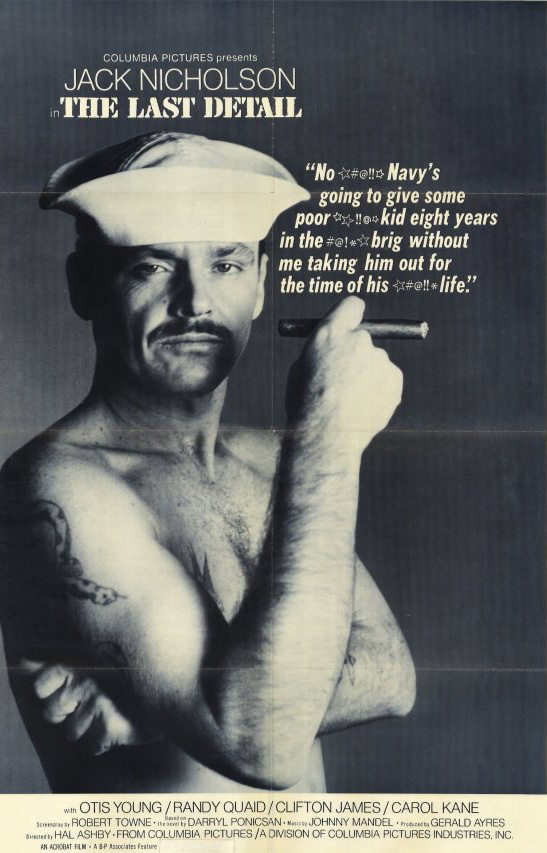 COLUMBIA PICTURES presents
JACK NICHOLSON
in THE LAST DETAIL
“No ☆#@!!¤ Navy's
going to give some
poor *☆!!@¤ kid eight years
in the #@!*☆ brig without
me taking him out for
the time of his ☆#@!!* life.”
with OTIS YOUNG / RANDY QUAID / CLIFTON JAMES / CAROL KANE
Screenplay by ROBERT TOWNE • Based on the novel by DARRYL PONICSAN • Music by JOHNNY MANDEL • Produced by GERALD AYRES
Directed by HAL ASHBY • FROM COLUMBIA PICTURES / A DIVISION OF COLUMBIA PICTURES INDUSTRIES, INC.
AN ACROBAT FILM • A B-P Associates Feature